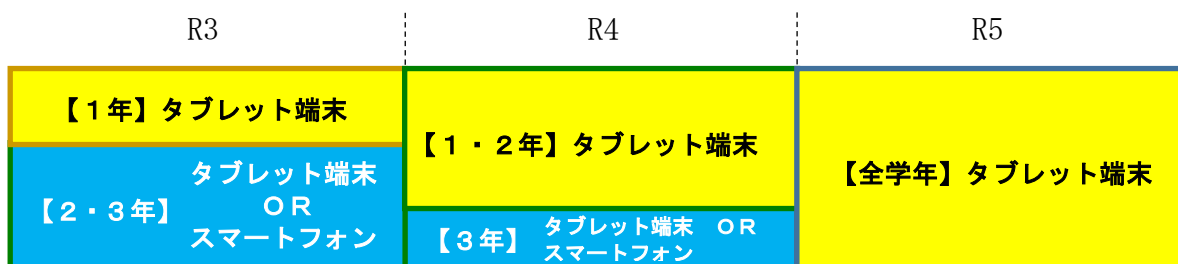 R3
R4
R5
【１年】タブレット端末
【２・３年】
タブレット端末
ＯＲ
スマートフォン
【１・２年】タブレット端末
【３年】
タブレット端末　ＯＲ
スマートフォン
【全学年】タブレット端末